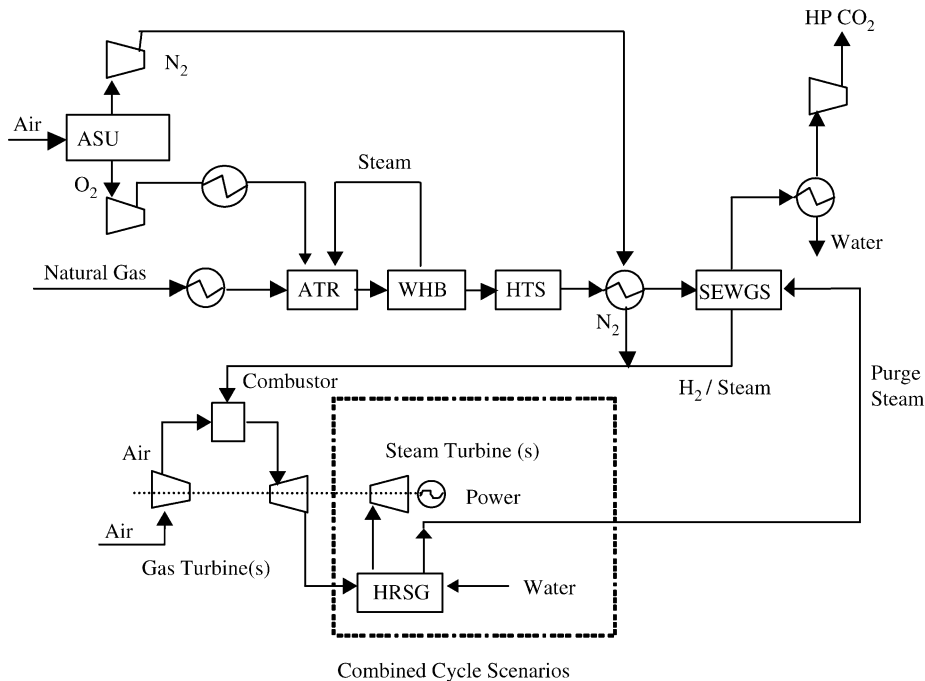 HP CO₂
N₂
Air
ASU
O₂
Steam
Water
Natural Gas
ATR
WHB
HTS
SEWGS
N₂
Combustor
H₂ / Steam
Purge
Steam
Air
Steam Turbine (s)
Power
Air
Gas Turbine(s)
HRSG
Water
Combined Cycle Scenarios